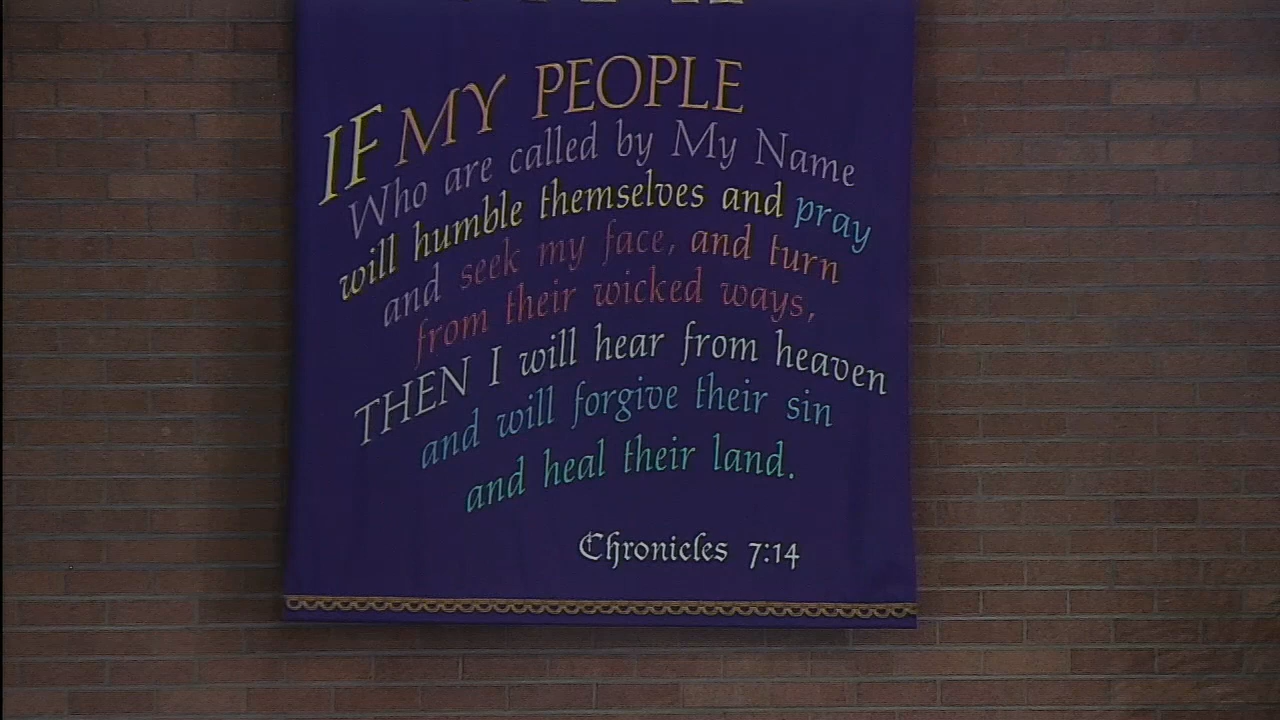 IF MY PEOPLE
Who are called by My Name
will humble themselves and pray
and seek my face, and turn
from their wicked ways,
THEN I will hear from heaven
and will forgive their sin
and heal their land.
Chronicles 7:14